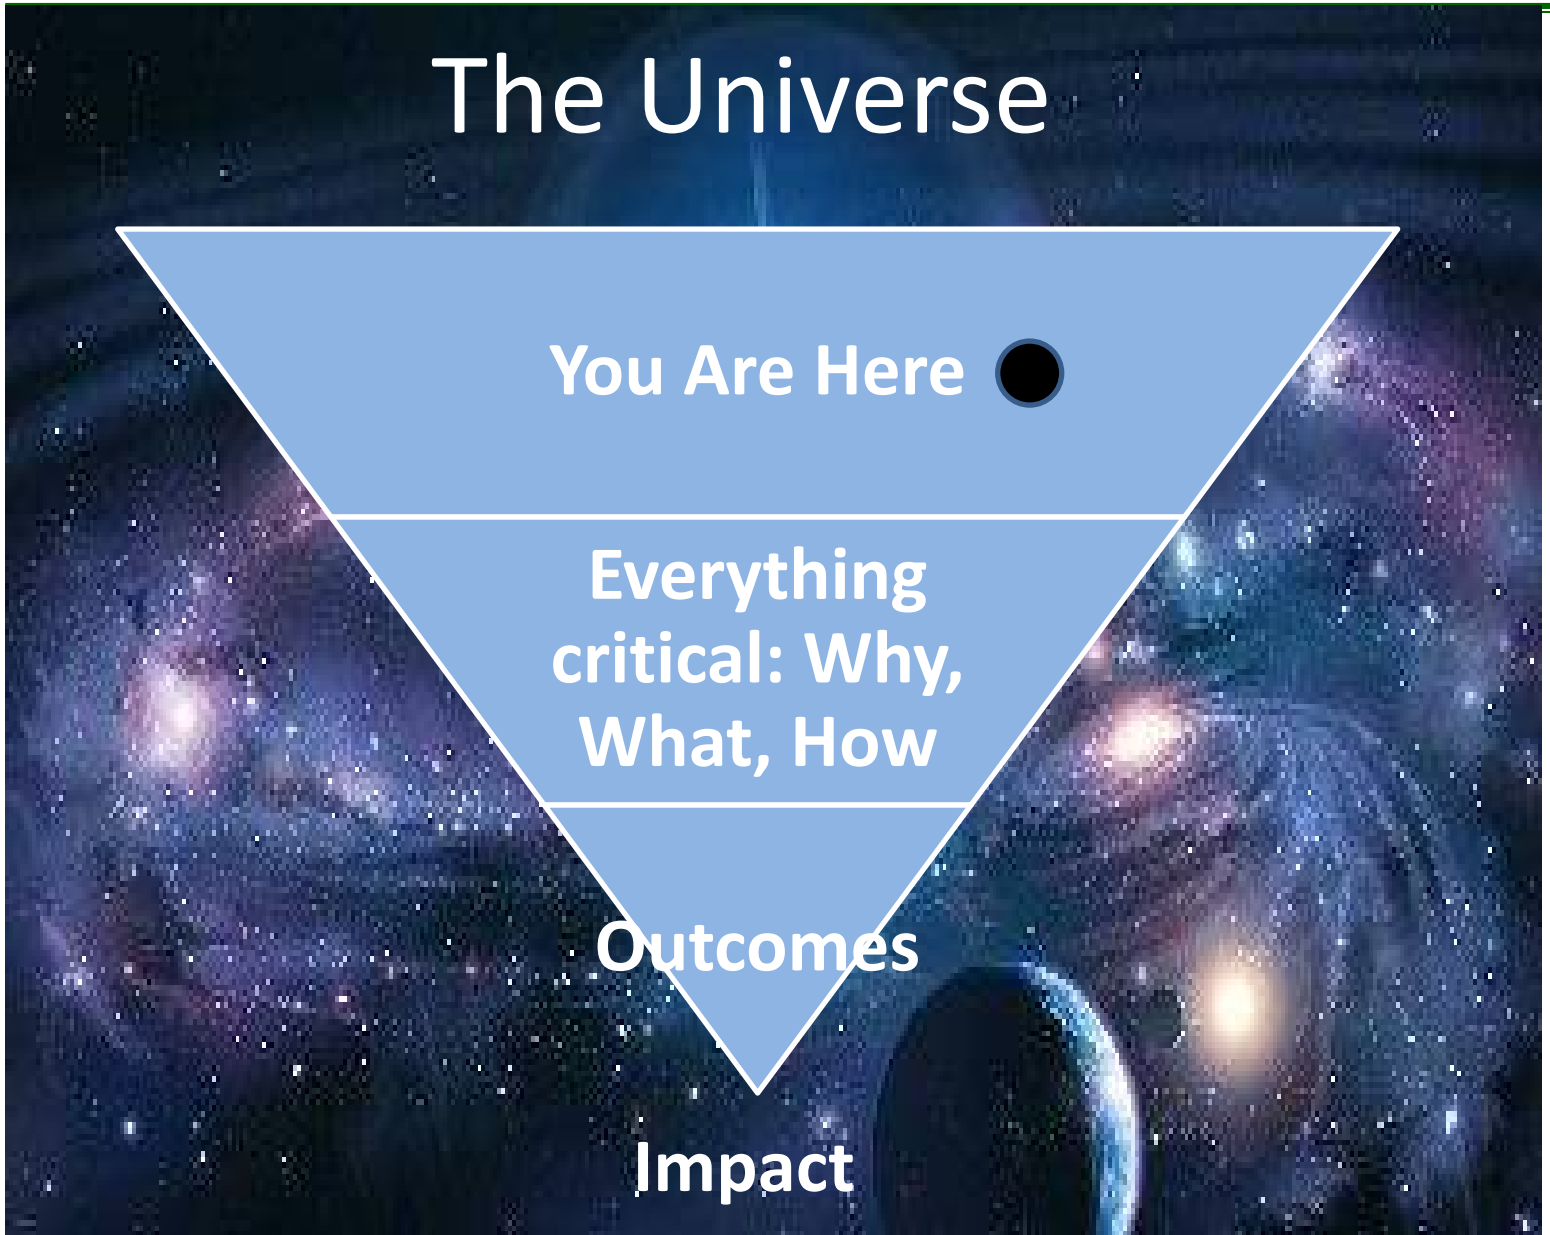 The Universe
You Are Here
Everything
critical: Why,
What, How
Outcomes
Impact